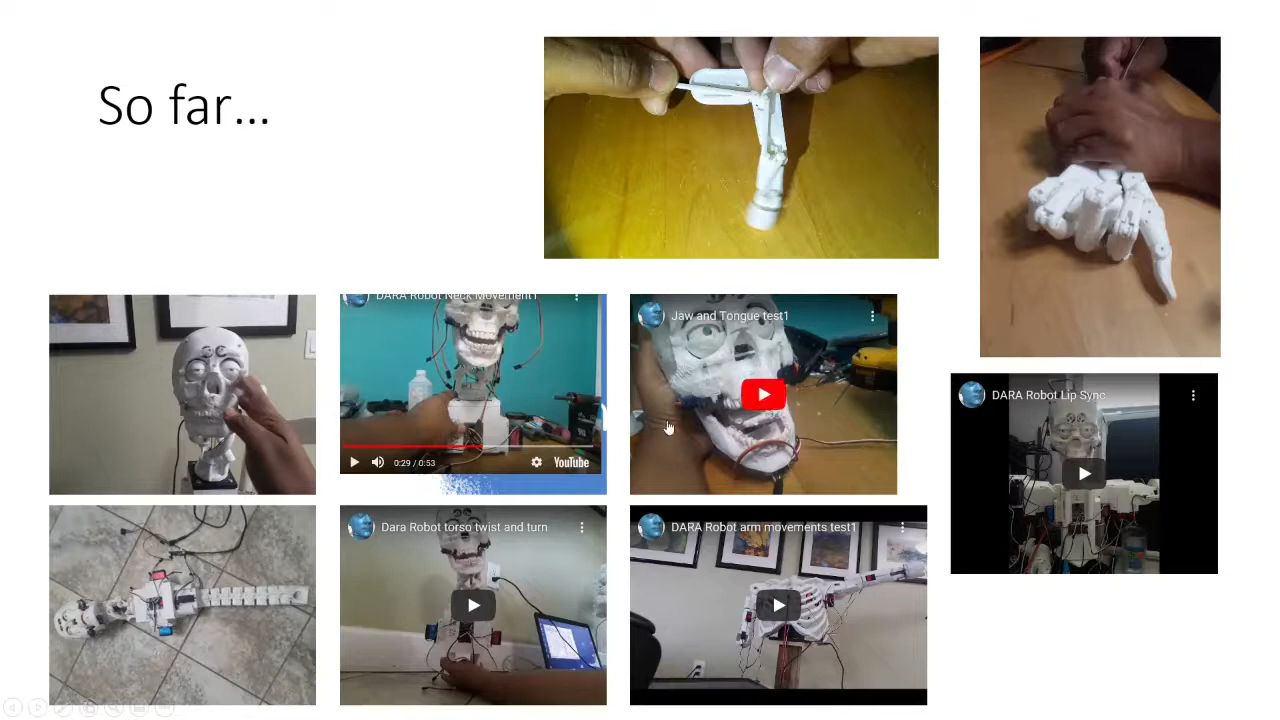 So far…
DARA Robot Neck Movement1
0:29 / 0:53
YouTube
Jaw and Tongue test1
DARA Robot Lip Sync
Dara Robot torso twist and turn
DARA Robot arm movements test1